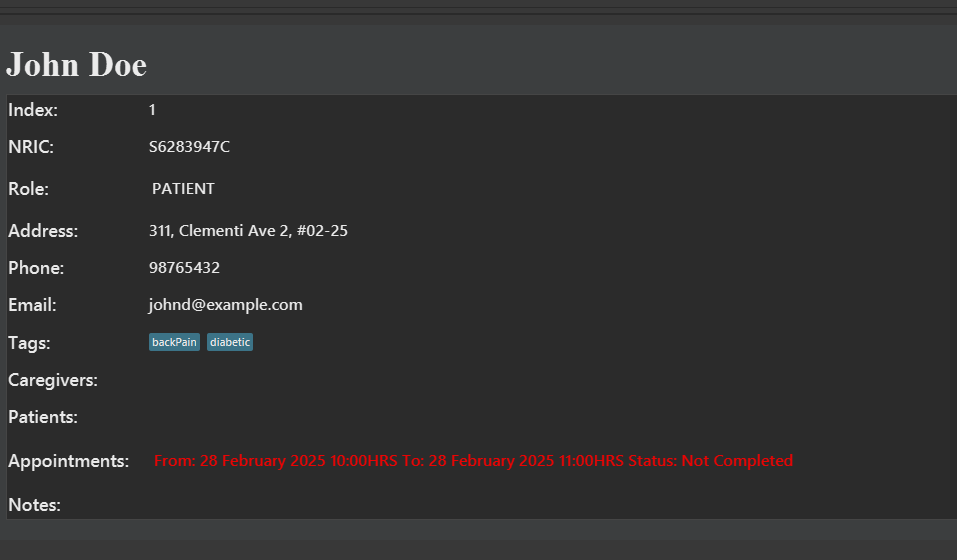 John Doe
Index: 1
NRIC: S6283947C
Role: PATIENT
Address: 311, Clementi Ave 2, #02-25
Phone: 98765432
Email: johnd@example.com
Tags: backPain diabetic
Caregivers:
Patients:
Appointments: From: 28 February 2025 10:00HRS To: 28 February 2025 11:00HRS Status: Not Completed
Notes: